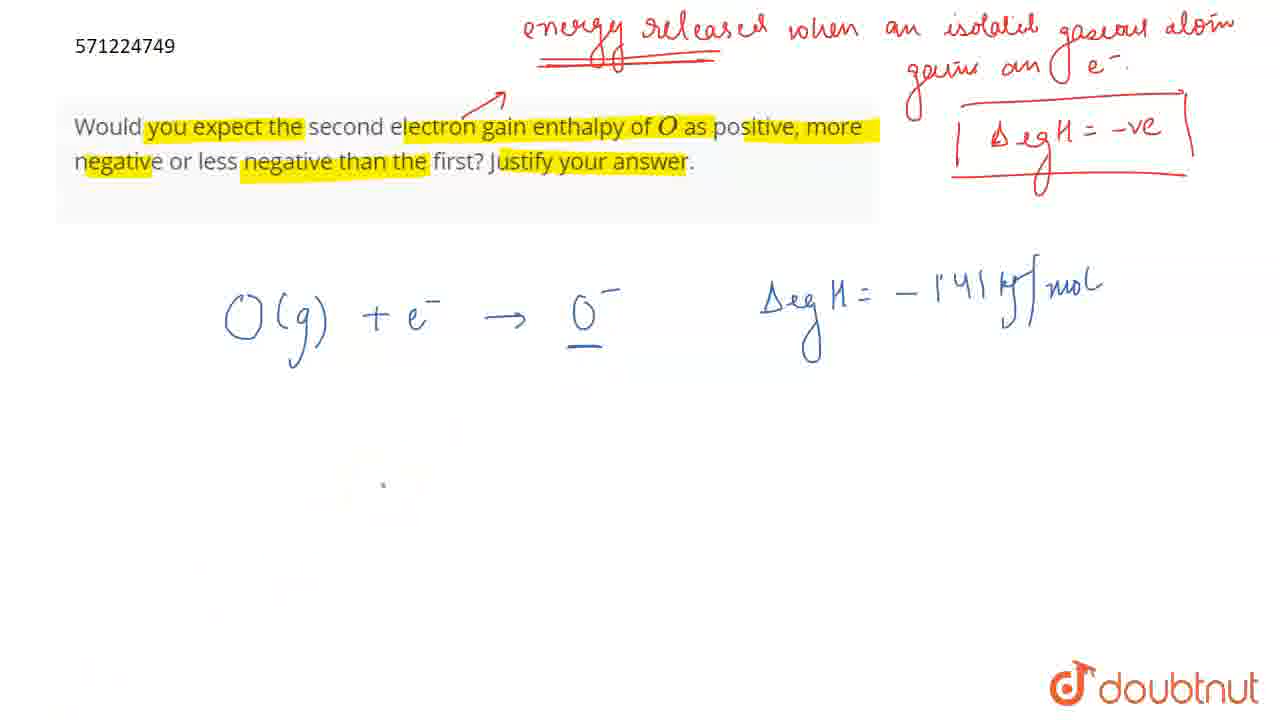 energy released when an isolated gaseous atom
gains an e⁻.
571224749
ΔegH = -ve
Would you expect the second electron gain enthalpy of O as positive, more
negative or less negative than the first? Justify your answer.
O(g) + e⁻ → O⁻ ΔegH = -141 kJ/mol
doubtnut